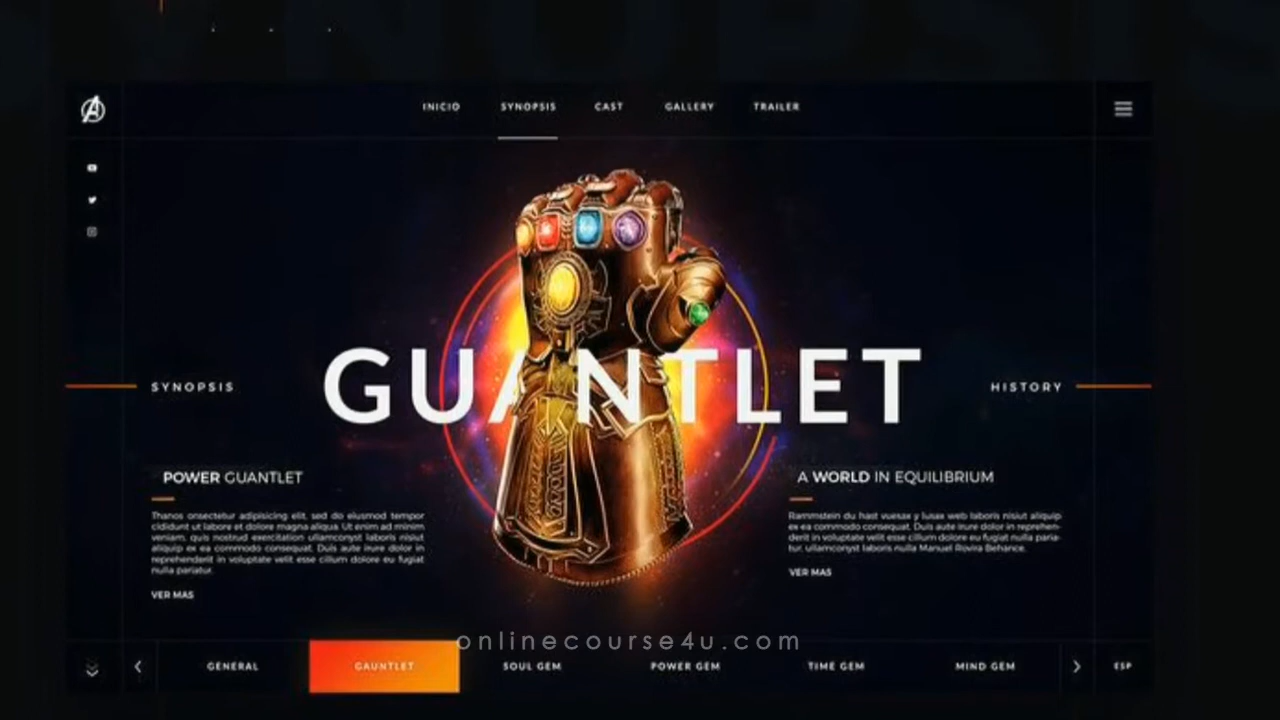 INICIO SYNOPSIS CAST GALLERY TRAILER
GUANTLET
SYNOPSIS
HISTORY
POWER GUANTLET
Thanos onsectetur adipisicing elit, sed do eiusmod tempor
cididunt ut labore et dolore magna aliqua. Ut enim ad minim
veniam, quis nostrud exercitation ullamconyst laboris nisiut
aliquip ex ea commodo consequat. Duis aute irure dolor in
reprehenderit in voluptate velit esse cillum dolore eu fugiat
nulla pariatur.
VER MAS
A WORLD IN EQUILIBRIUM
Rammstein du hast vuesax y lusax web laboris nisiut aliquip
ex ea commodo consequat. Duis aute irure dolor in reprehen-
derit in voluptate velit esse cillum dolore eu fugiat nulla paria-
tur, ullamconyst laboris nulla Manuel Rovira Behance.
VER MAS
onlinecourse4u.com
GENERAL GAUNTLET SOUL GEM POWER GEM TIME GEM MIND GEM ESP